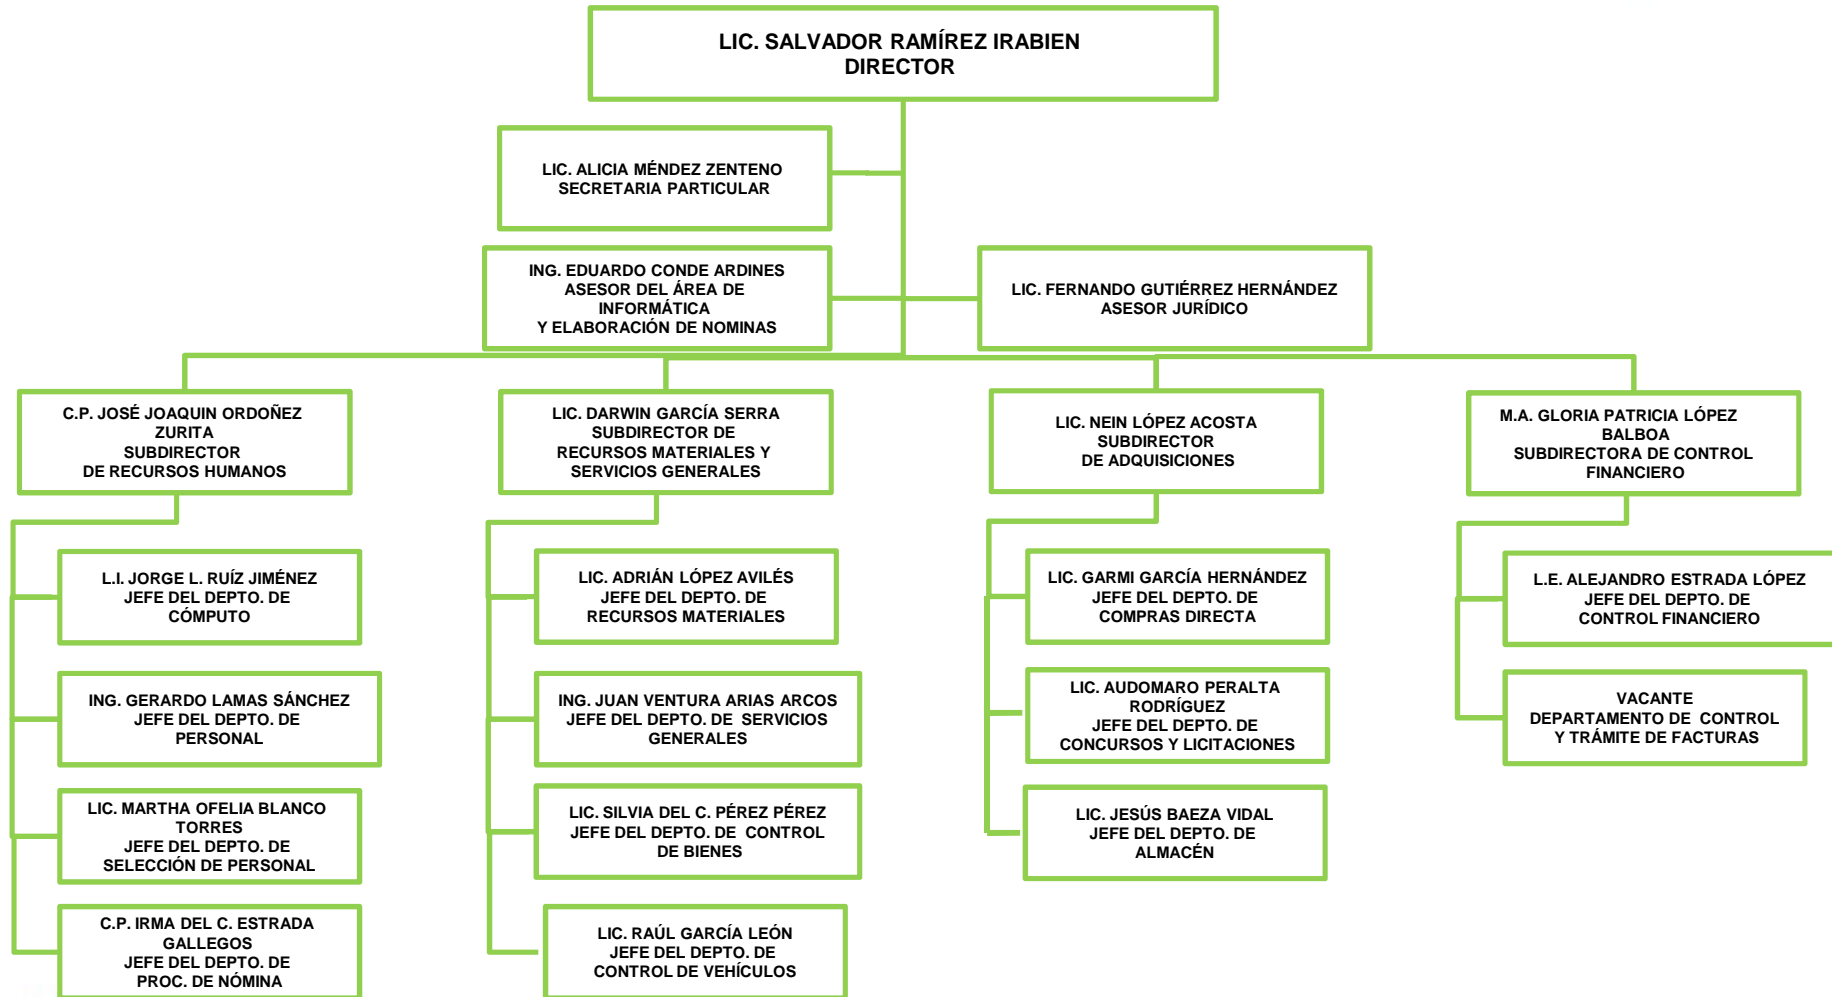 LIC. SALVADOR RAMÍREZ IRABIEN
DIRECTOR
LIC. ALICIA MÉNDEZ ZENTENO
SECRETARIA PARTICULAR
ING. EDUARDO CONDE ARDINES
ASESOR DEL ÁREA DE
INFORMÁTICA
Y ELABORACIÓN DE NOMINAS
LIC. FERNANDO GUTIÉRREZ HERNÁNDEZ
ASESOR JURÍDICO
C.P. JOSÉ JOAQUIN ORDOÑEZ
ZURITA
SUBDIRECTOR
DE RECURSOS HUMANOS
LIC. DARWIN GARCÍA SERRA
SUBDIRECTOR DE
RECURSOS MATERIALES Y
SERVICIOS GENERALES
LIC. NEIN LÓPEZ ACOSTA
SUBDIRECTOR
DE ADQUISICIONES
M.A. GLORIA PATRICIA LÓPEZ
BALBOA
SUBDIRECTORA DE CONTROL
FINANCIERO
L.I. JORGE L. RUÍZ JIMÉNEZ
JEFE DEL DEPTO. DE
CÓMPUTO
ING. GERARDO LAMAS SÁNCHEZ
JEFE DEL DEPTO. DE
PERSONAL
LIC. MARTHA OFELIA BLANCO
TORRES
JEFE DEL DEPTO. DE
SELECCIÓN DE PERSONAL
C.P. IRMA DEL C. ESTRADA
GALLEGOS
JEFE DEL DEPTO. DE
PROC. DE NÓMINA
LIC. ADRIÁN LÓPEZ AVILÉS
JEFE DEL DEPTO. DE
RECURSOS MATERIALES
ING. JUAN VENTURA ARIAS ARCOS
JEFE DEL DEPTO. DE SERVICIOS
GENERALES
LIC. SILVIA DEL C. PÉREZ PÉREZ
JEFE DEL DEPTO. DE CONTROL
DE BIENES
LIC. RAÚL GARCÍA LEÓN
JEFE DEL DEPTO. DE
CONTROL DE VEHÍCULOS
LIC. GARMI GARCÍA HERNÁNDEZ
JEFE DEL DEPTO. DE
COMPRAS DIRECTA
LIC. AUDOMARO PERALTA
RODRÍGUEZ
JEFE DEL DEPTO. DE
CONCURSOS Y LICITACIONES
LIC. JESÚS BAEZA VIDAL
JEFE DEL DEPTO. DE
ALMACÉN
L.E. ALEJANDRO ESTRADA LÓPEZ
JEFE DEL DEPTO. DE
CONTROL FINANCIERO
VACANTE
DEPARTAMENTO DE CONTROL
Y TRÁMITE DE FACTURAS